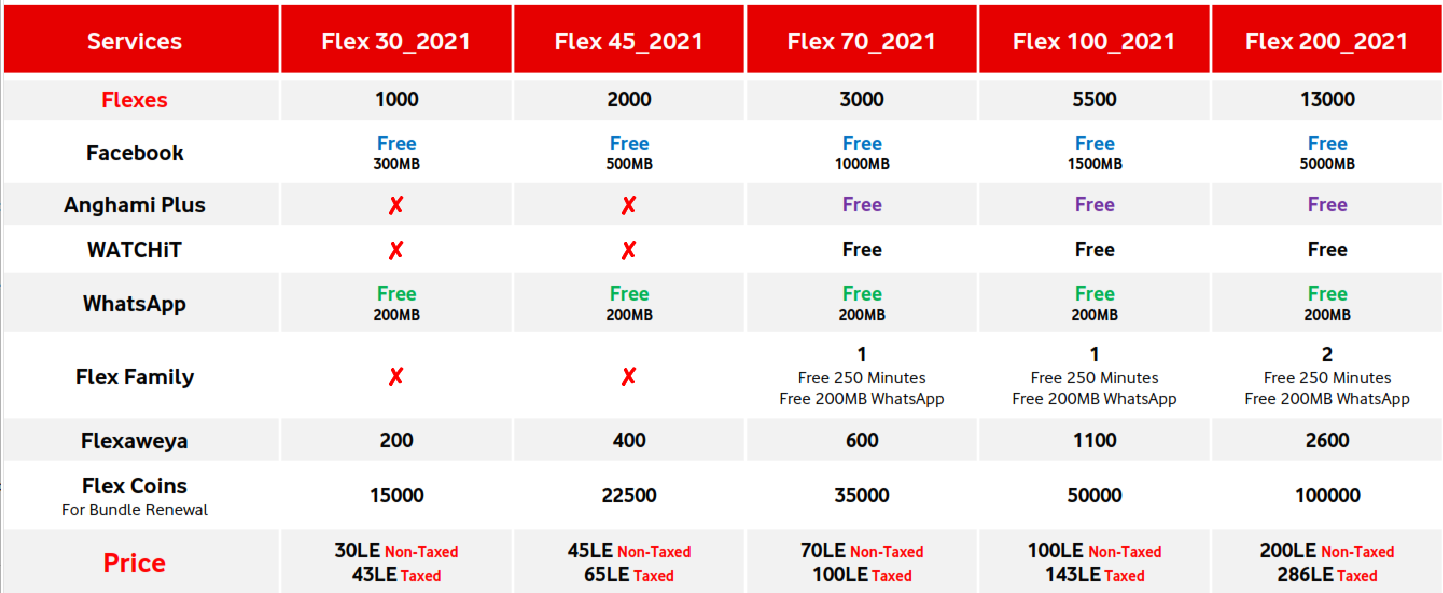 Services Flex 30_2021 Flex 45_2021 Flex 70_2021 Flex 100_2021 Flex 200_2021
Flexes 1000 2000 3000 5500 13000
Facebook Free Free Free Free Free
300MB 500MB 1000MB 1500MB 5000MB
Anghami Plus ✗ ✗ Free Free Free
WATCHiT ✗ ✗ Free Free Free
WhatsApp Free Free Free Free Free
200MB 200MB 200MB 200MB 200MB
Flex Family ✗ ✗ 1 1 2
Free 250 Minutes Free 250 Minutes Free 250 Minutes
Free 200MB WhatsApp Free 200MB WhatsApp Free 200MB WhatsApp
Flexaweya 200 400 600 1100 2600
Flex Coins 15000 22500 35000 50000 100000
For Bundle Renewal
Price 30LE Non-Taxed 45LE Non-Taxed 70LE Non-Taxed 100LE Non-Taxed 200LE Non-Taxed
43LE Taxed 65LE Taxed 100LE Taxed 143LE Taxed 286LE Taxed